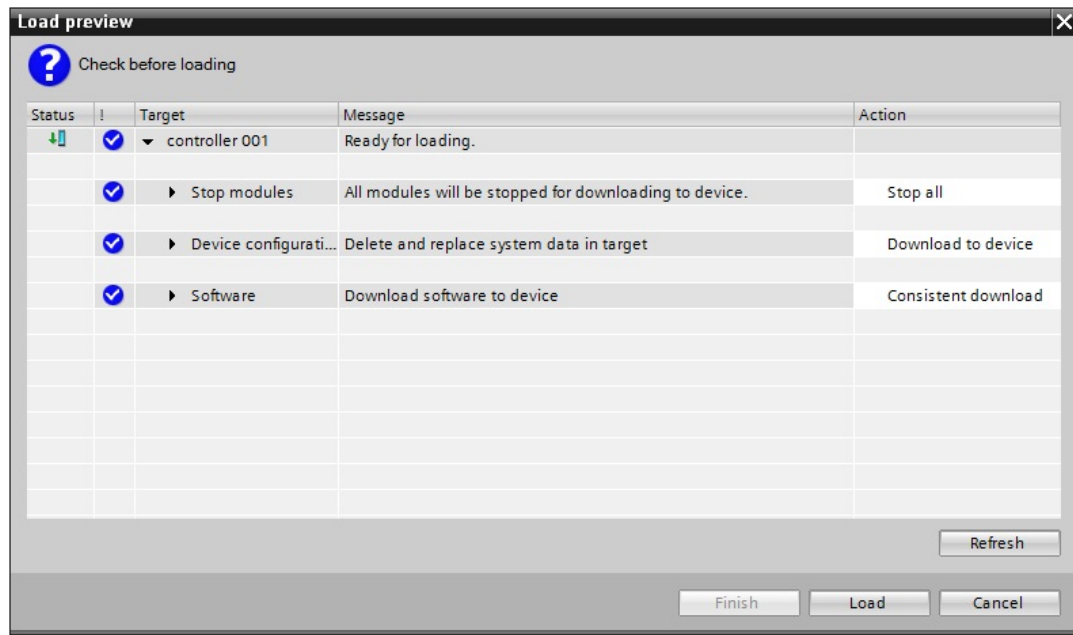 Load preview
Check before loading
Status ! Target Message Action
controller 001 Ready for loading.
Stop modules All modules will be stopped for downloading to device. Stop all
Device configurati... Delete and replace system data in target Download to device
Software Download software to device Consistent download
Refresh
Finish Load Cancel